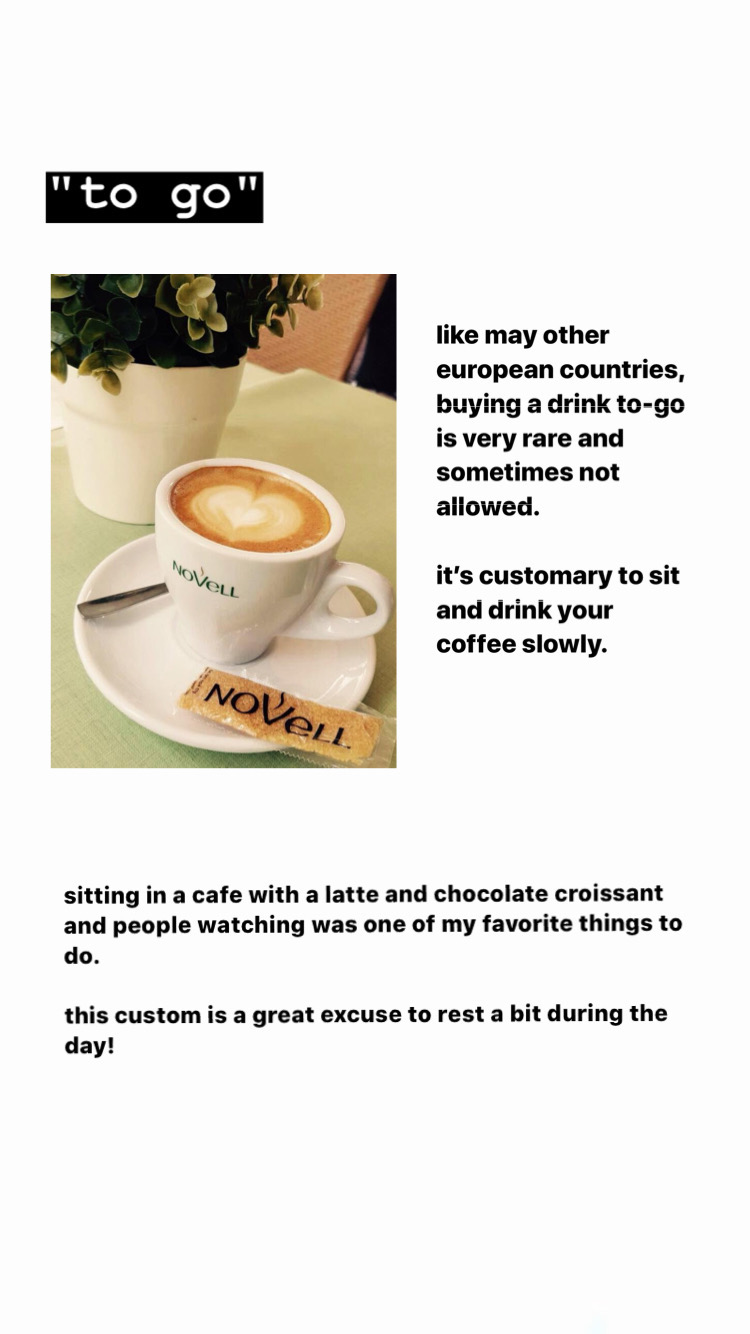 "to go"
like may other
european countries,
buying a drink to-go
is very rare and
sometimes not
allowed.
it's customary to sit
and drink your
coffee slowly.
NOVELL
NOVELL
sitting in a cafe with a latte and chocolate croissant
and people watching was one of my favorite things to
do.
this custom is a great excuse to rest a bit during the
day!